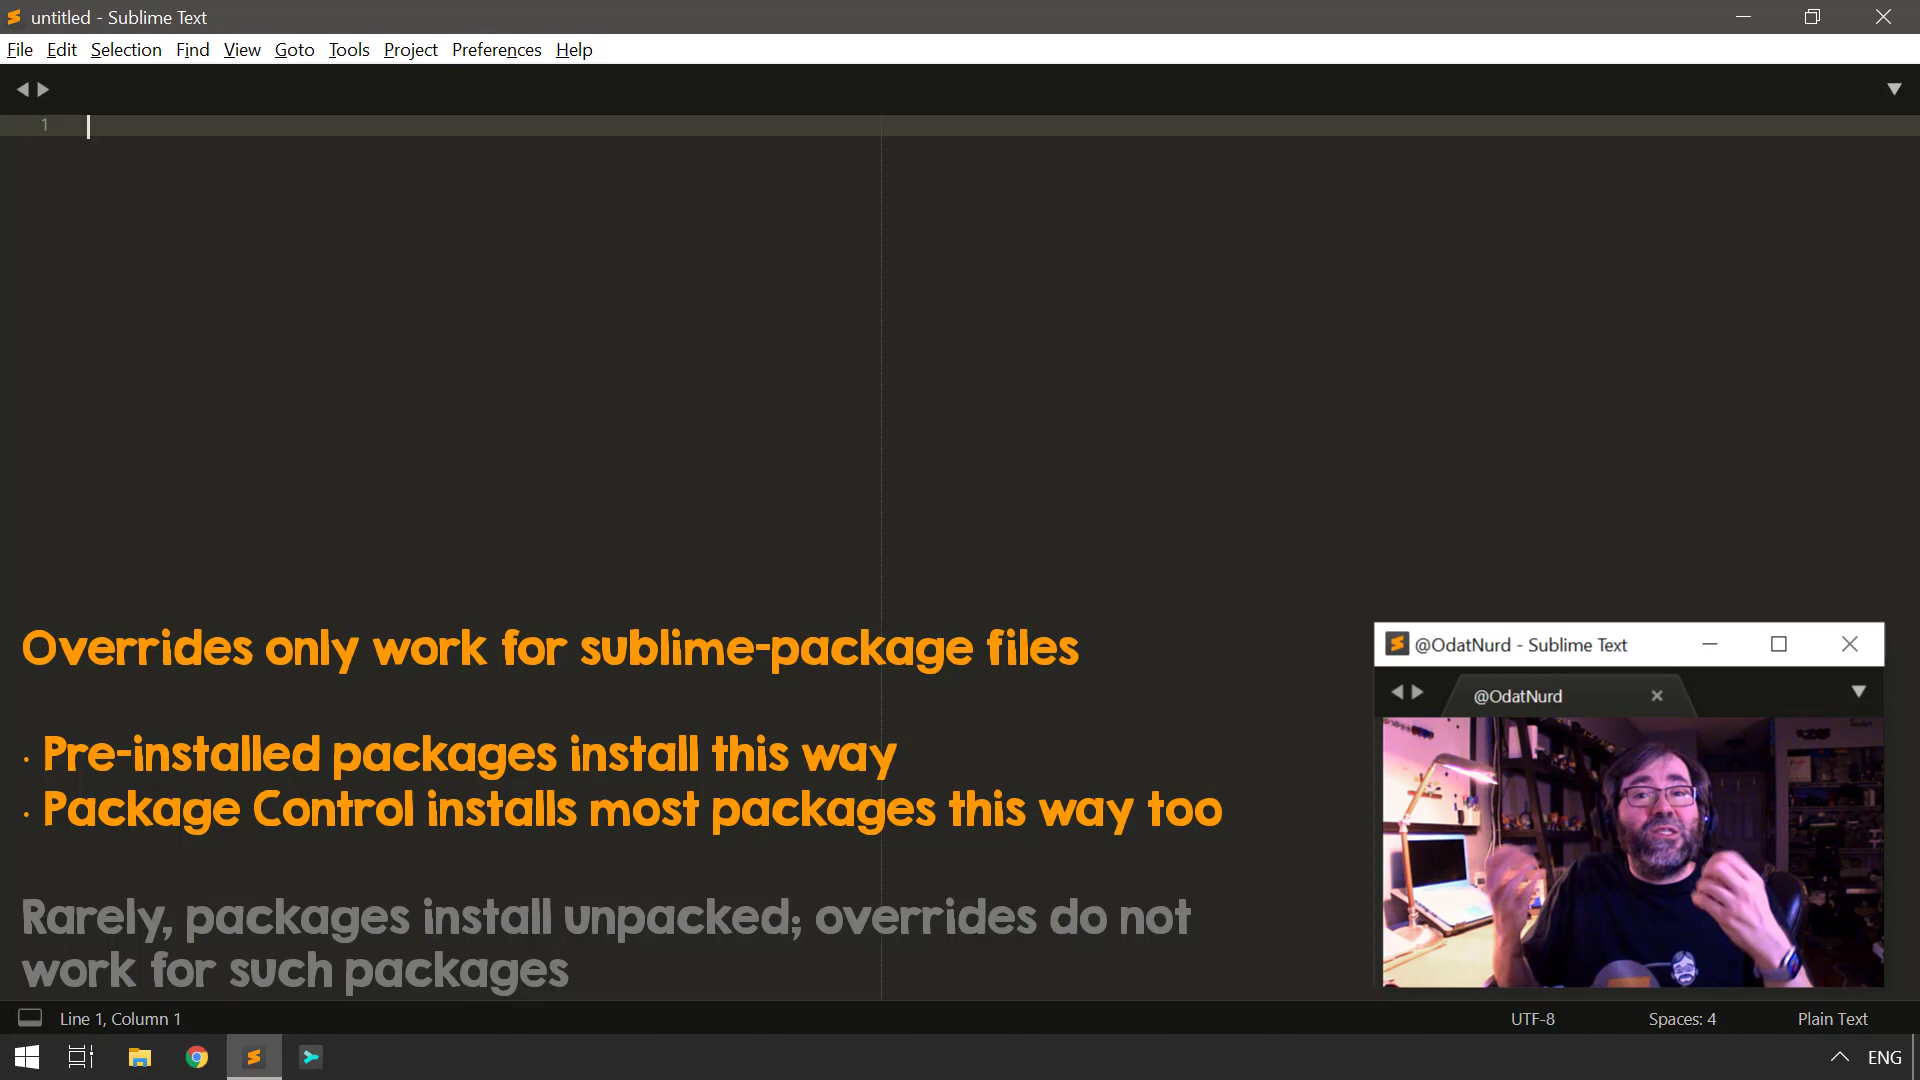 untitled - Sublime Text
File Edit Selection Find View Goto Tools Project Preferences Help
1
Overrides only work for sublime-package files
· Pre-installed packages install this way
· Package Control installs most packages this way too
Rarely, packages install unpacked; overrides do not
work for such packages
@OdatNurd - Sublime Text
@OdatNurd
Line 1, Column 1
UTF-8
Spaces: 4
Plain Text
ENG